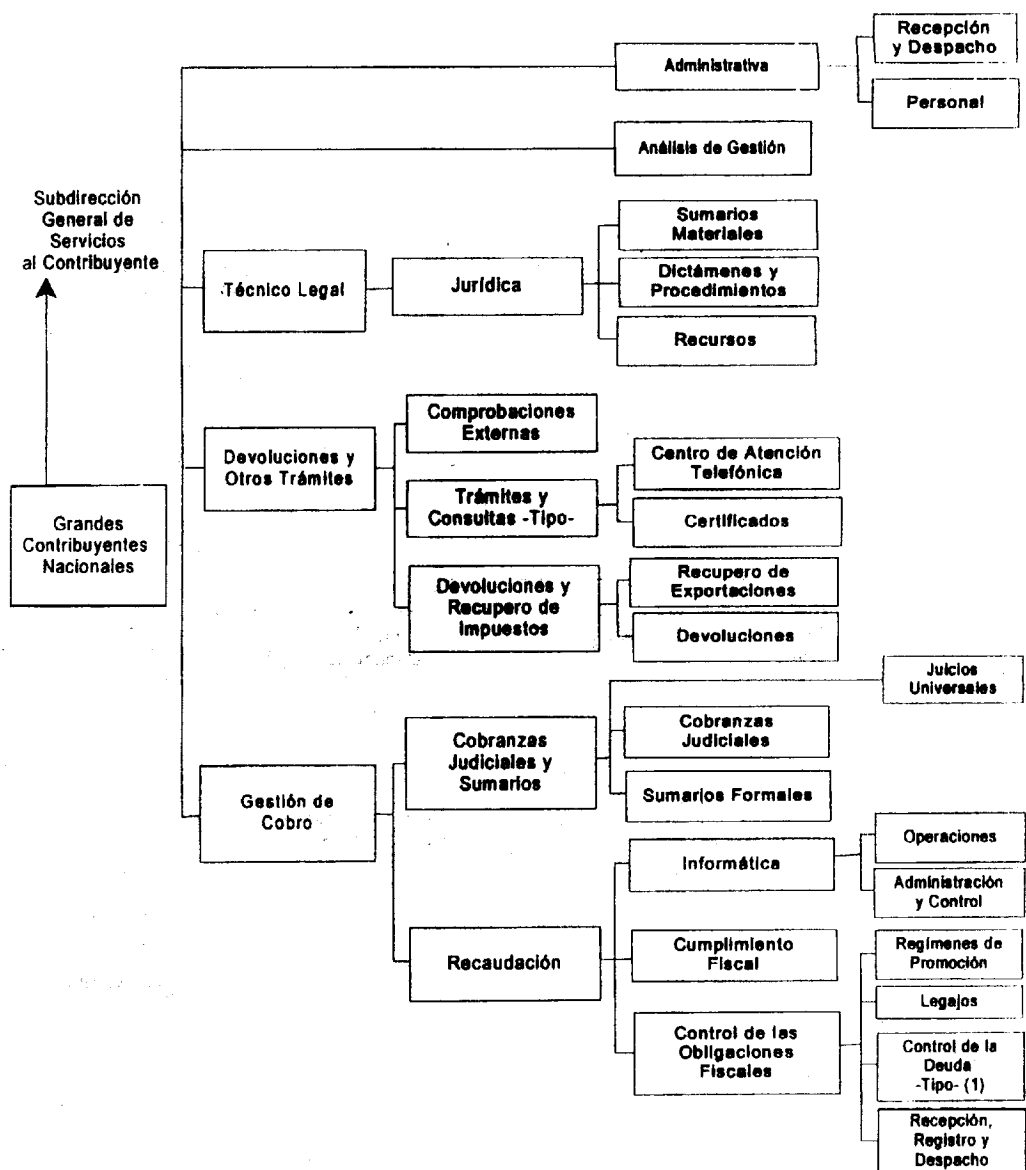 Recepción
y Despacho
Administrativa
Personal
Análisis de Gestión
Subdirección
General de
Servicios
al Contribuyente
Sumarios
Materiales
Técnico Legal
Jurídica
Dictámenes y
Procedimientos
Recursos
Comprobaciones
Externas
Devoluciones y
Otros Trámites
Centro de Atención
Telefónica
Trámites y
Consultas -Tipo-
Certificados
Grandes
Contribuyentes
Nacionales
Devoluciones y
Recupero de
Impuestos
Recupero de
Exportaciones
Devoluciones
Juicios
Universales
Cobranzas
Judiciales y
Sumarios
Cobranzas
Judiciales
Sumarios Formales
Gestión de
Cobro
Informática
Operaciones
Administración
y Control
Recaudación
Cumplimiento
Fiscal
Regímenes de
Promoción
Legajos
Control de las
Obligaciones
Fiscales
Control de la
Deuda
-Tipo- (1)
Recepción,
Registro y
Despacho